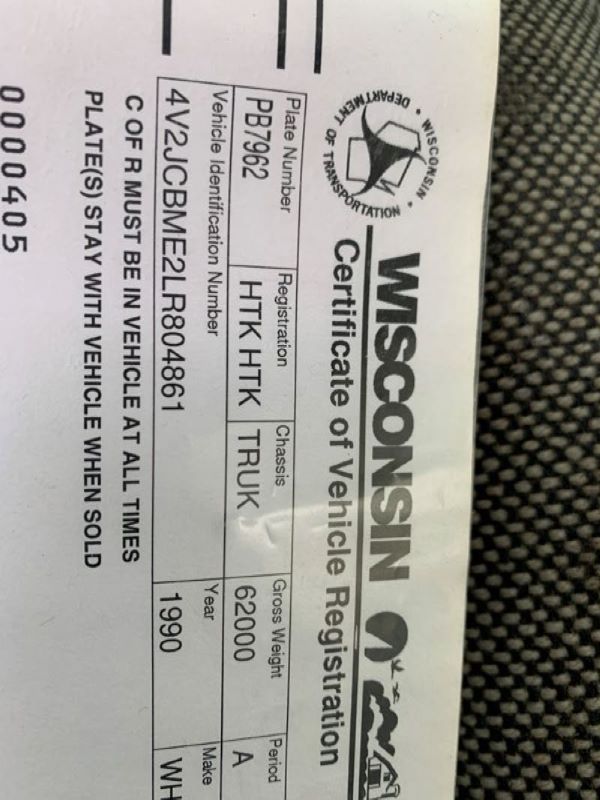 WISCONSIN
DEPARTMENT OF TRANSPORTATION
WISCONSIN
Certificate of Vehicle Registration
Plate Number Registration Chassis Gross Weight Period
PB7962 HTK HTK TRUK 62000 A
Vehicle Identification Number Year Make
4V2JCBME2LR804861 1990 WH
C OF R MUST BE IN VEHICLE AT ALL TIMES
PLATE(S) STAY WITH VEHICLE WHEN SOLD
0000405